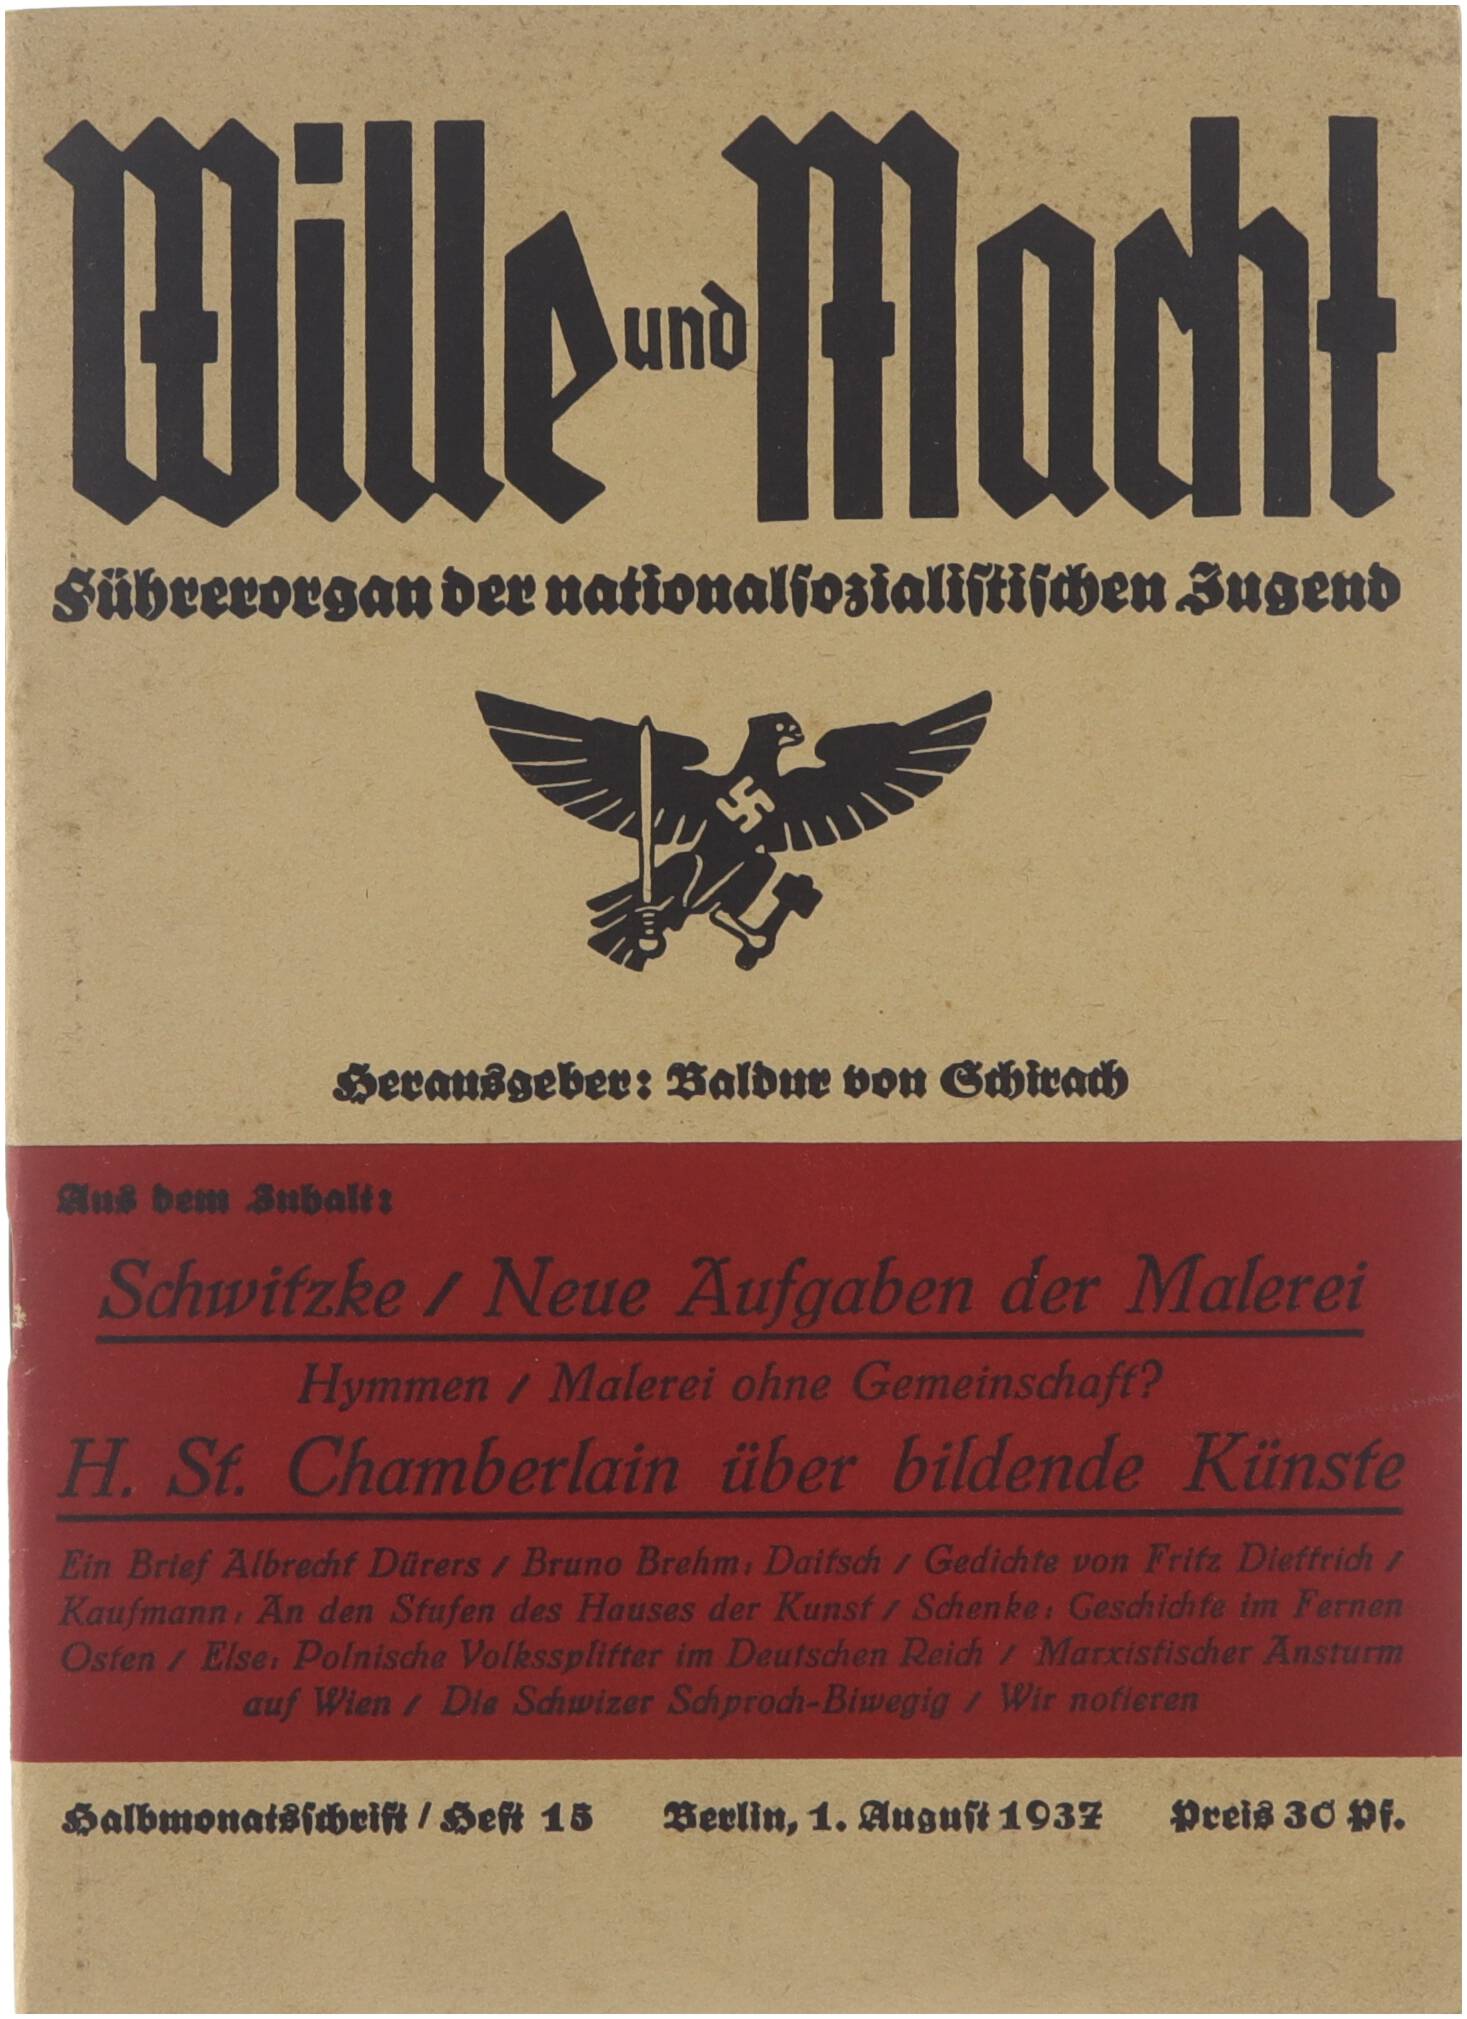 Wille und Macht
Führerorgan der nationalsozialistischen Jugend
Herausgeber: Baldur von Schirach
Aus dem Inhalt:
Schwitzke / Neue Aufgaben der Malerei
Hymmen / Malerei ohne Gemeinschaft?
H. St. Chamberlain über bildende Künste
Ein Brief Albrecht Dürers / Bruno Brehm: Daitsch / Gedichte von Fritz Diettrich /
Kaufmann: An den Stufen des Hauses der Kunst / Schenke: Geschichte im Fernen
Osten / Else: Polnische Volkssplitter im Deutschen Reich / Marxistischer Ansturm
auf Wien / Die Schwizer Schproch-Biwegig / Wir notieren
Halbmonatsschrift / Heft 15 Berlin, 1. August 1937 Preis 30 Pf.